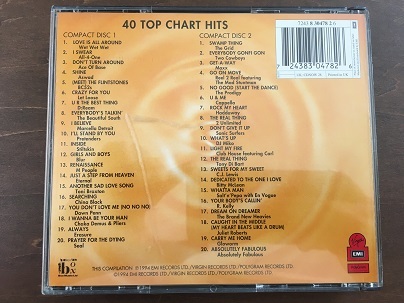 40 TOP CHART HITS
7243 8 30478 2 6
COMPACT DISC 1
1. LOVE IS ALL AROUND
Wet Wet Wet
2. I SWEAR
All-4-One
3. DON'T TURN AROUND
Ace Of Base
4. SHINE
Aswad
5. (MEET) THE FLINTSTONES
BC52s
6. CRAZY FOR YOU
Let Loose
7. U R THE BEST THING
D:Ream
8. EVERYBODY'S TALKIN'
The Beautiful South
9. I BELIEVE
Marcella Detroit
10. I'LL STAND BY YOU
Pretenders
11. INSIDE
Stiltskin
12. GIRLS AND BOYS
Blur
13. RENAISSANCE
M People
14. JUST A STEP FROM HEAVEN
Eternal
15. ANOTHER SAD LOVE SONG
Toni Braxton
16. SEARCHING
China Black
17. YOU DON'T LOVE ME (NO NO NO)
Dawn Penn
18. I WANNA BE YOUR MAN
Chaka Demus & Pliers
19. ALWAYS
Erasure
20. PRAYER FOR THE DYING
Seal
COMPACT DISC 2
1. SWAMP THING
The Grid
2. EVERYBODY GONFI GON
Two Cowboys
3. GET-A-WAY
Maxx
4. GO ON MOVE
Reel 2 Real featuring
The Mad Stuntman
5. NO GOOD (START THE DANCE)
The Prodigy
6. U & ME
Cappella
7. ROCK MY HEART
Haddaway
8. THE REAL THING
2 Unlimited
9. DON'T GIVE IT UP
Sonic Surfers
10. WHAT'S UP
DJ Miko
11. LIGHT MY FIRE
Club House featuring Carl
12. THE REAL THING
Tony Di Bart
13. SWEETS FOR MY SWEET
C.J. Lewis
14. DEDICATED TO THE ONE I LOVE
Bitty McLean
15. WHATTA MAN
Salt 'n Pepa with En Vogue
16. YOUR BODY'S CALLIN'
R. Kelly
17. DREAM ON DREAMER
The Brand New Heavies
18. CAUGHT IN THE MIDDLE
(MY HEART BEATS LIKE A DRUM)
Juliet Roberts
19. CARRY ME HOME
Gloworm
20. ABSOLUTELY FABULOUS
Absolutely Fabulous
7 24383 04782 6
box
Virgin
EMI
THIS COMPILATION ℗ 1994 EMI RECORDS LTD./VIRGIN RECORDS LTD./POLYGRAM RECORDS LTD.
© 1994 EMI RECORDS LTD./VIRGIN RECORDS LTD./POLYGRAM RECORDS LTD.